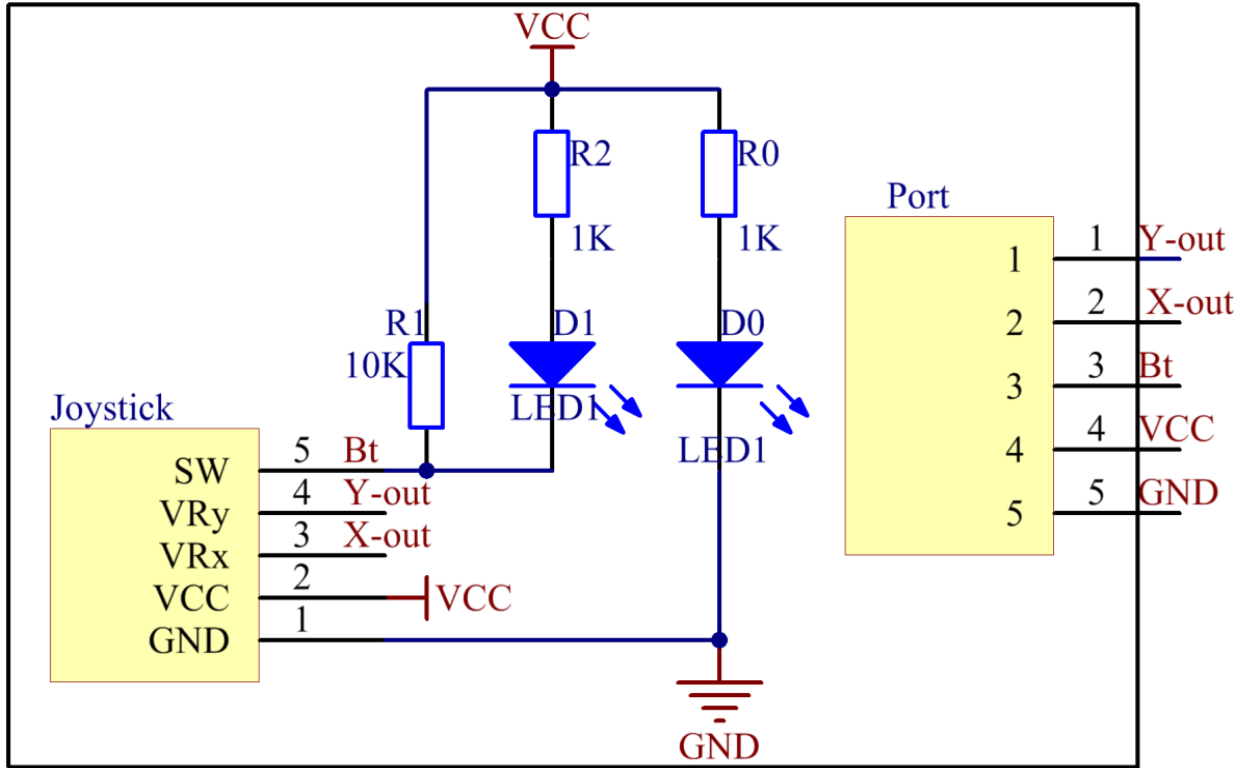 VCC
R2
R0
1K
1K
Port
R1
10K
D1
D0
LED1
LED1
Joystick
SW 5 Bt
VRy 4 Y-out
VRx 3 X-out
VCC 2 VCC
GND 1
GND
1 1 Y-out
2 2 X-out
3 3 Bt
4 4 VCC
5 5 GND